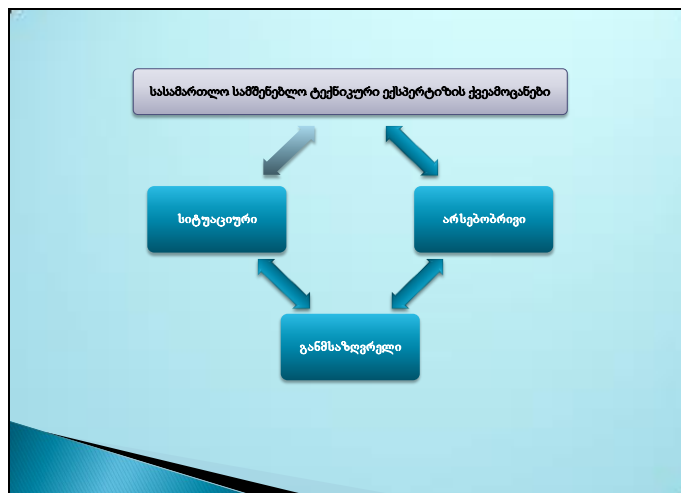 სასამართლო სამშენებლო ტექნიკური ექსპერტიზის ქვეამოცანები
სიტუაციური
არსებობრივი
განმსაზღვრელი